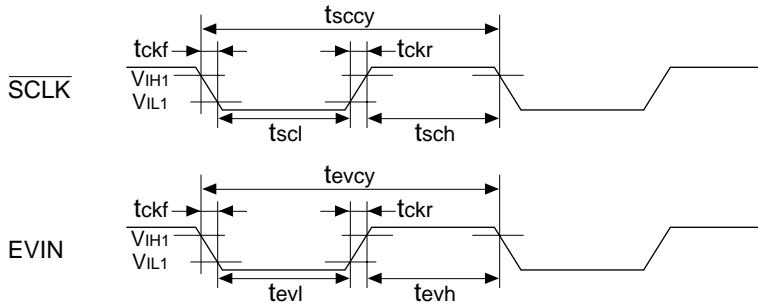 tsccy
tckf
tckr
SCLK
VIH1
VIL1
tscl
tsch
tevcy
tckf
tckr
EVIN
VIH1
VIL1
tevl
tevh